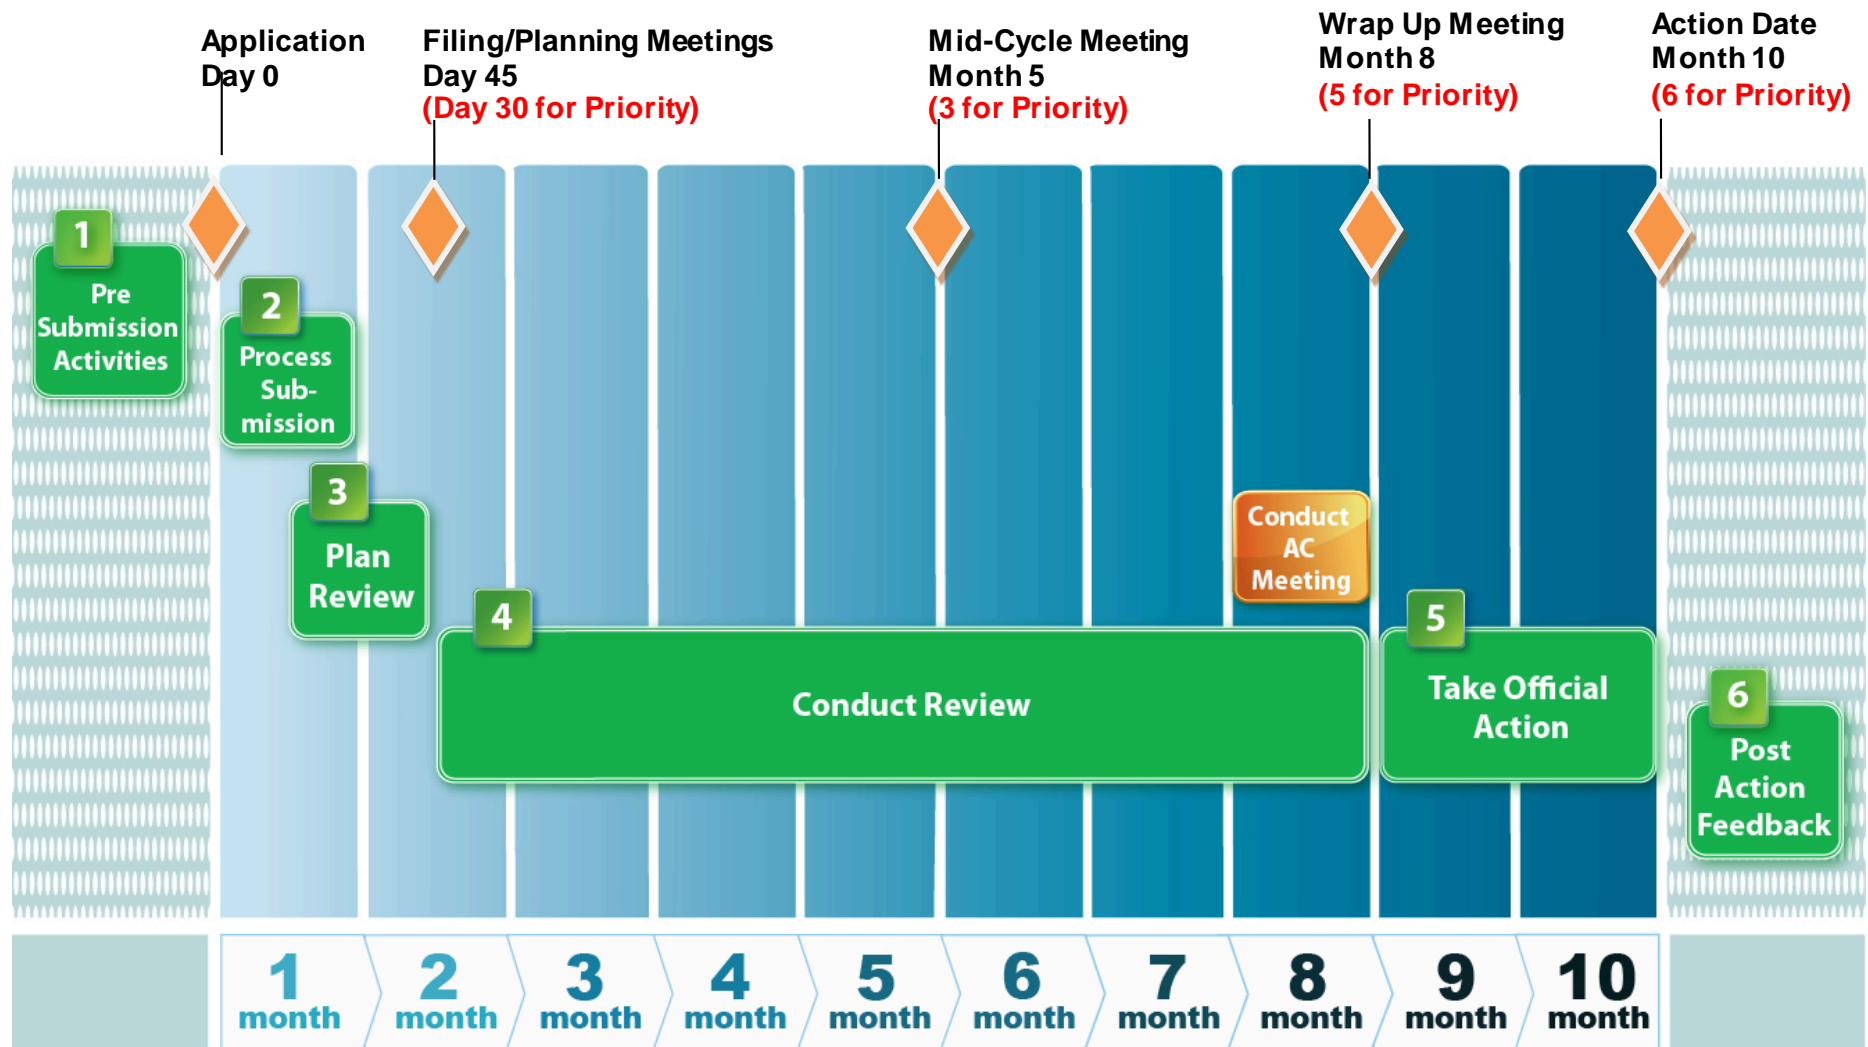 Application
Day 0
Filing/Planning Meetings
Day 45
(Day 30 for Priority)
Mid-Cycle Meeting
Month 5
(3 for Priority)
Wrap Up Meeting
Month 8
(5 for Priority)
Action Date
Month 10
(6 for Priority)
1
Pre
Submission
Activities
2
Process
Sub-
mission
3
Plan
Review
4
Conduct Review
Conduct
AC
Meeting
5
Take Official
Action
6
Post
Action
Feedback
1
month
2
month
3
month
4
month
5
month
6
month
7
month
8
month
9
month
10
month